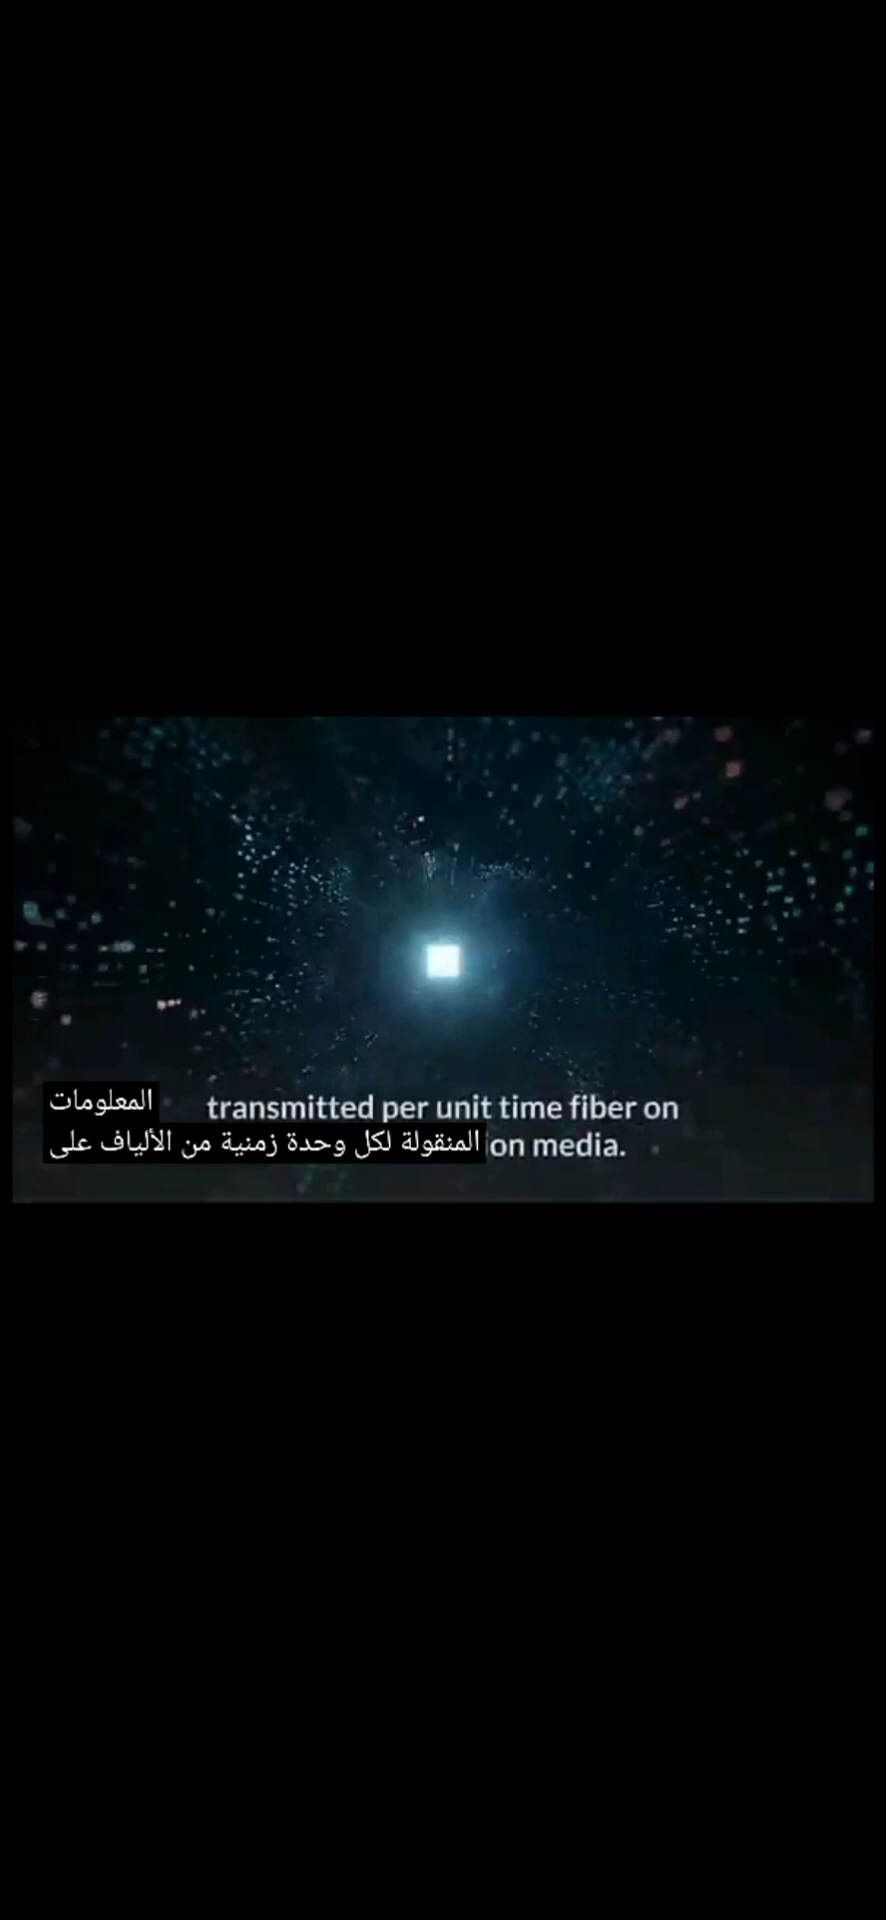 transmitted per unit time fiber on
on media.
المعلومات
المنقولة لكل وحدة زمنية من الألياف على